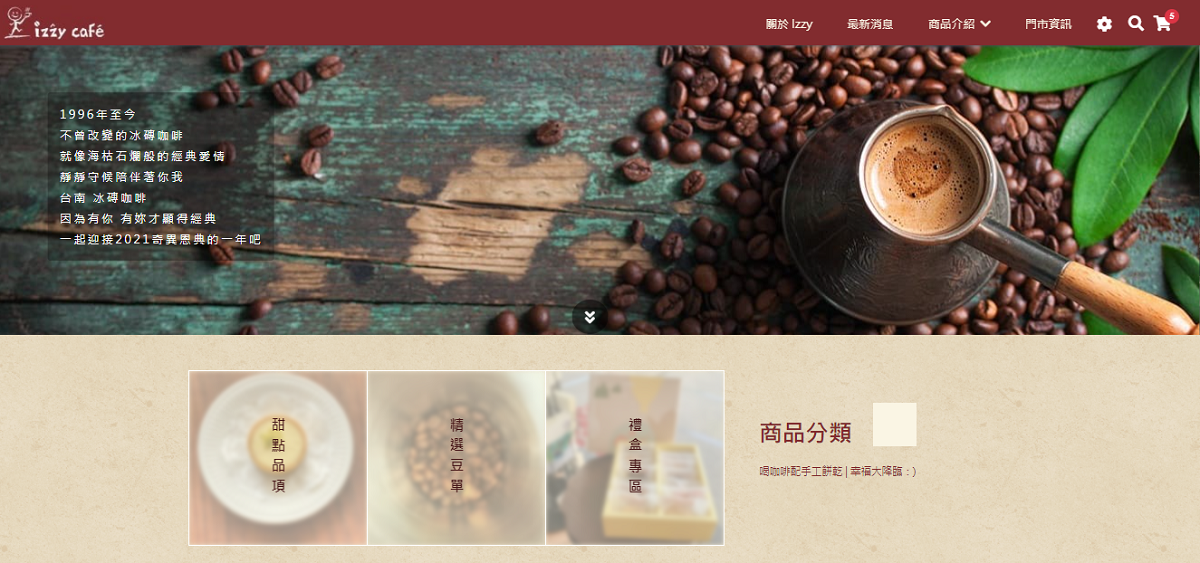 izzy café
關於 Izzy
最新消息
商品介紹
門市資訊
5
1996年至今
不曾改變的冰磚咖啡
就像海枯石爛般的經典愛情
靜靜守候陪伴著你我
台南 冰磚咖啡
因為有你 有妳才顯得經典
一起迎接2021奇異恩典的一年吧
甜點品項
精選豆單
禮盒專區
商品分類
喝咖啡配手工餅乾 | 幸福大降臨 : )